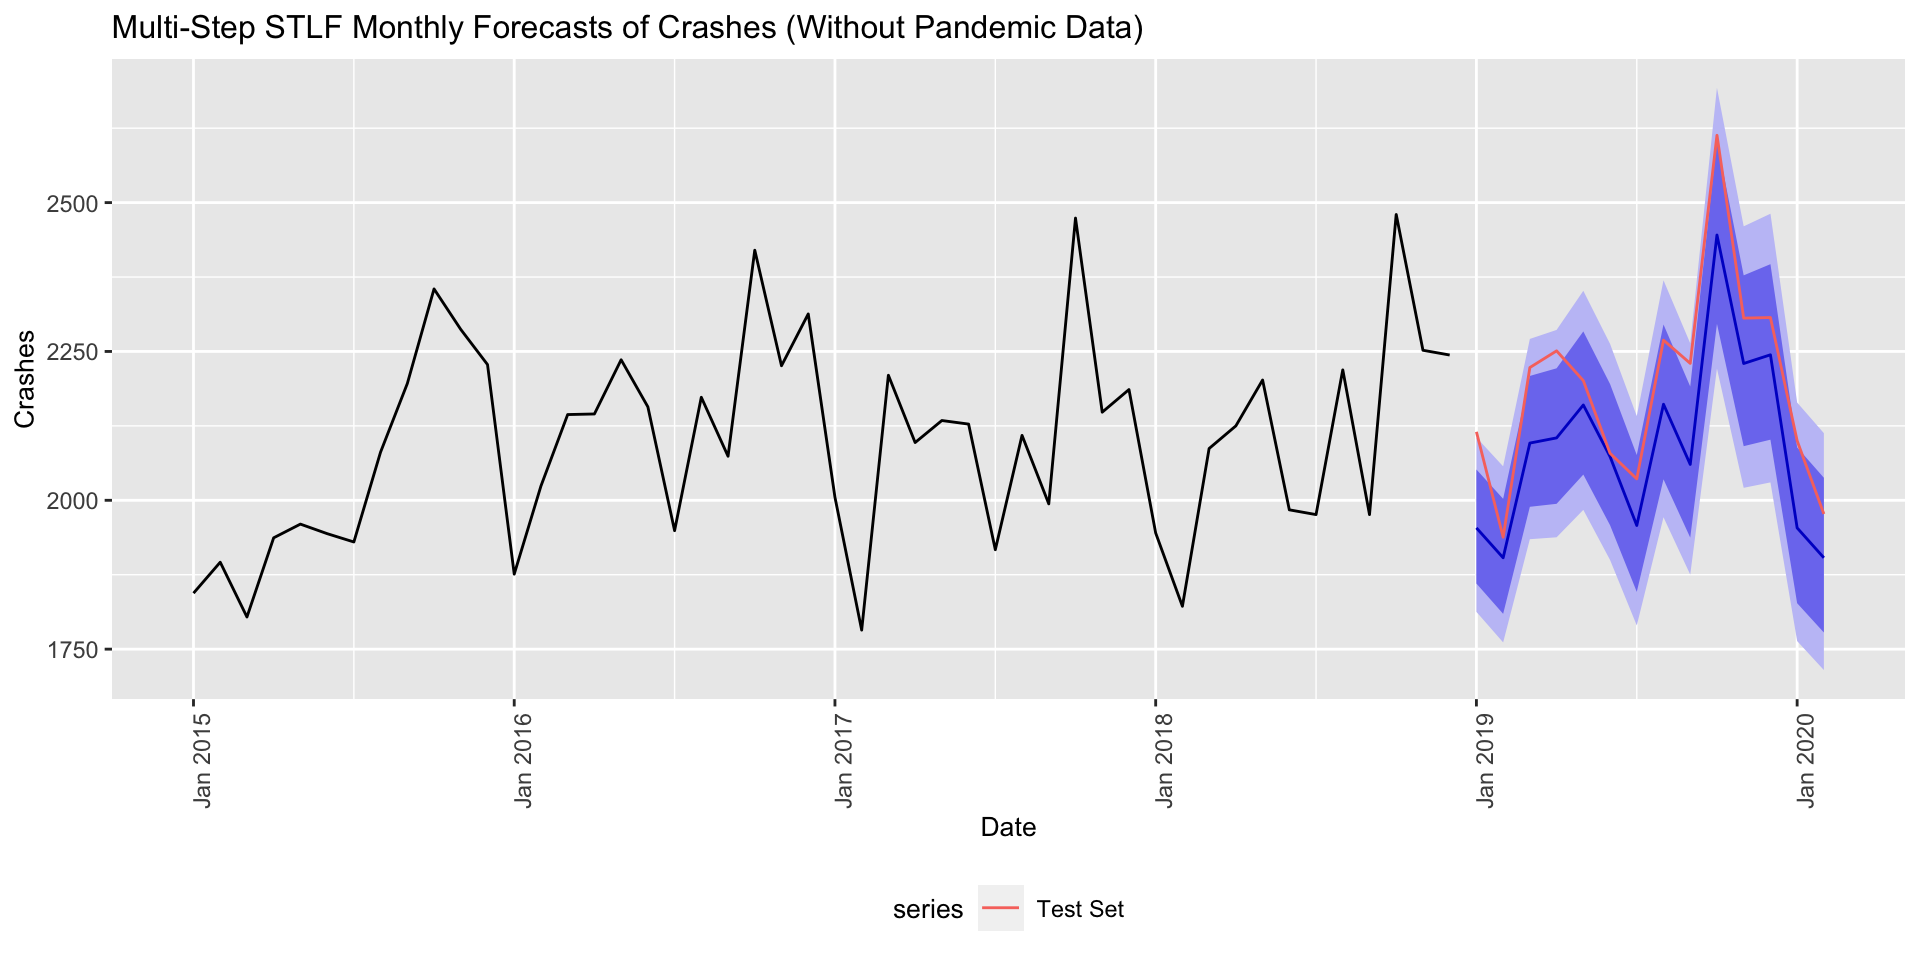 Multi-Step STLF Monthly Forecasts of Crashes (Without Pandemic Data)
Crashes
2500
2250
2000
1750
Jan 2015
Jan 2016
Jan 2017
Jan 2018
Jan 2019
Jan 2020
Date
series Test Set